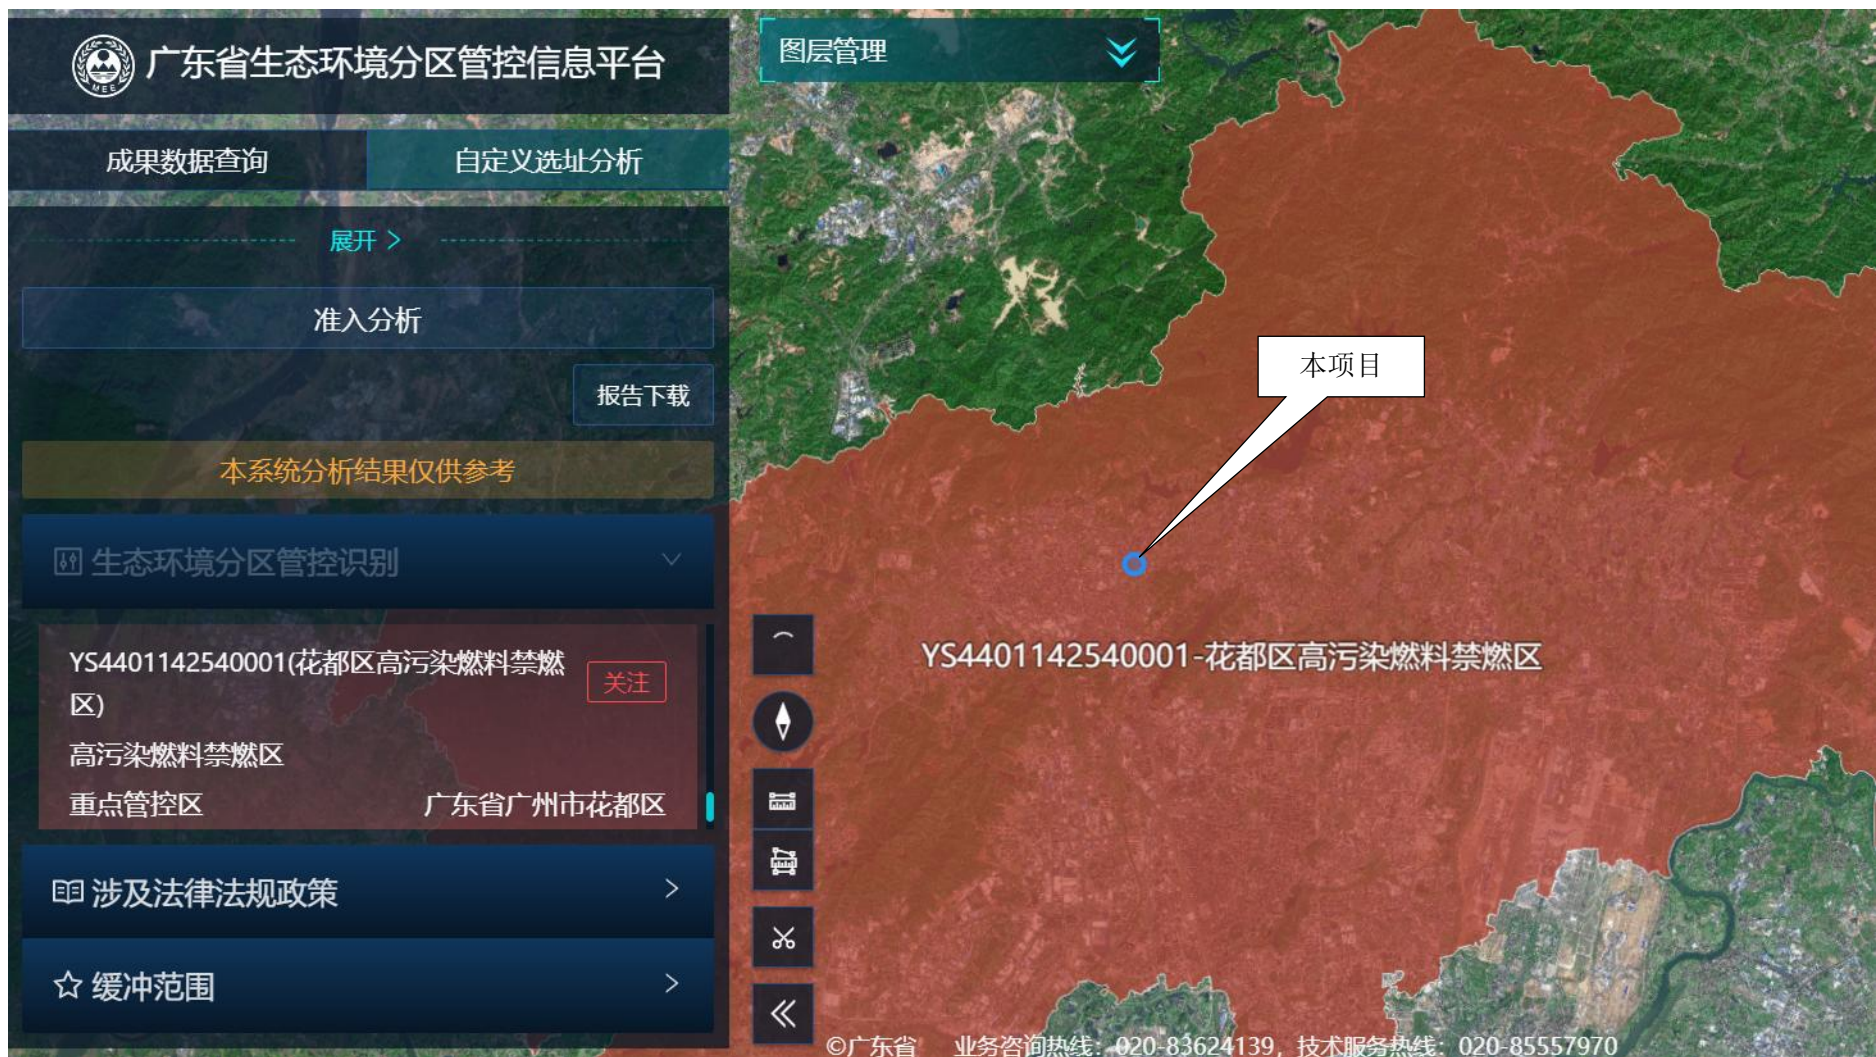 广东省生态环境分区管控信息平台
MEE
图层管理
成果数据查询
自定义选址分析
展开 >
准入分析
报告下载
本系统分析结果仅供参考
生态环境分区管控识别
YS4401142540001(花都区高污染燃料禁燃
区)
关注
高污染燃料禁燃区
重点管控区
广东省广州市花都区
涉及法律法规政策
缓冲范围
本项目
YS4401142540001-花都区高污染燃料禁燃区
©广东省 业务咨询热线：020-83624139，技术服务热线：020-85557970